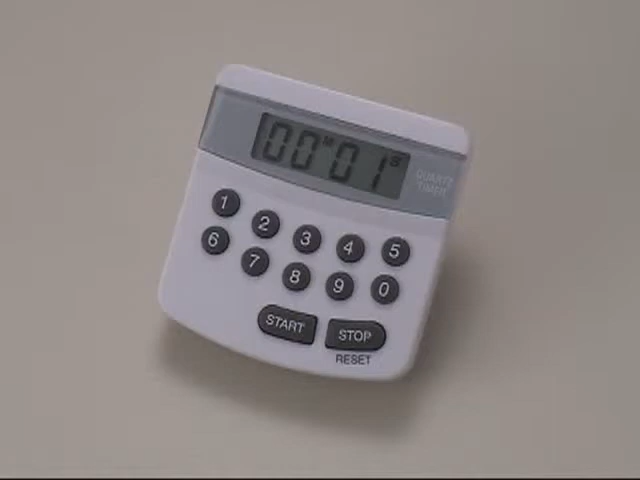 00M01S
QUARTZ
TIMER
1 2 3 4 5
6 7 8 9 0
START STOP
RESET